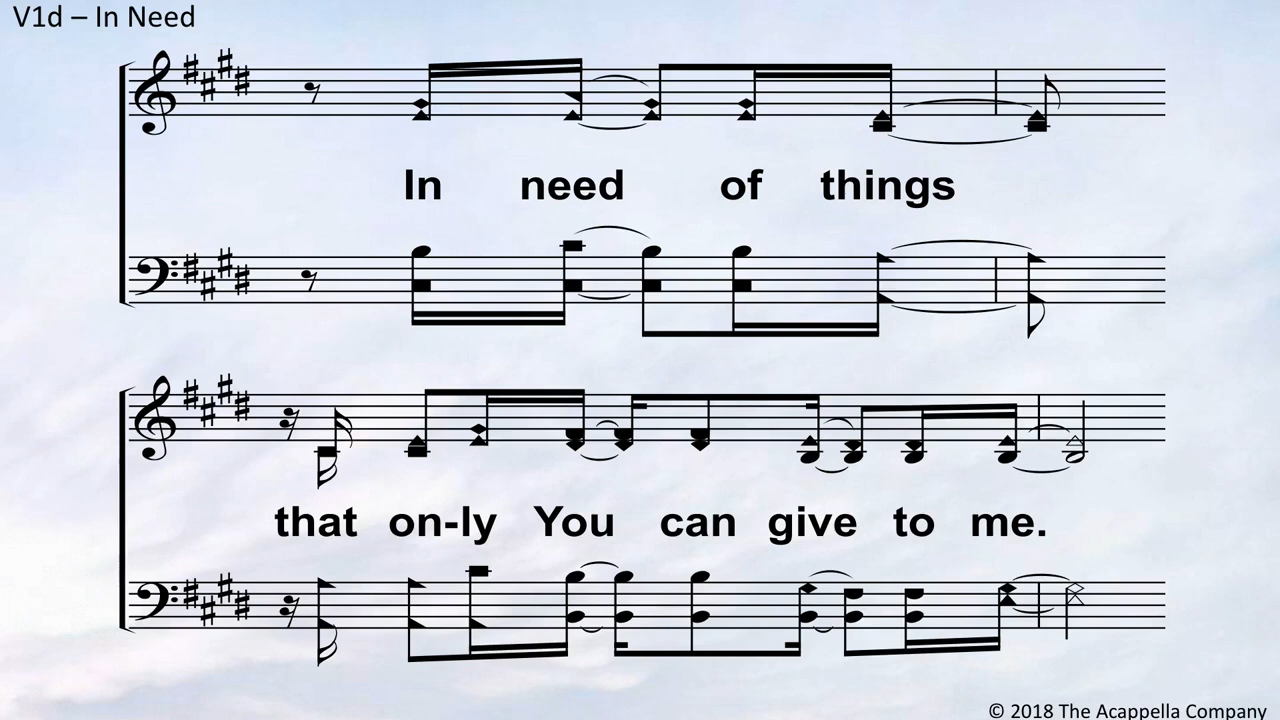 V1d – In Need
In need of things
that on-ly You can give to me.
© 2018 The Acappella Company